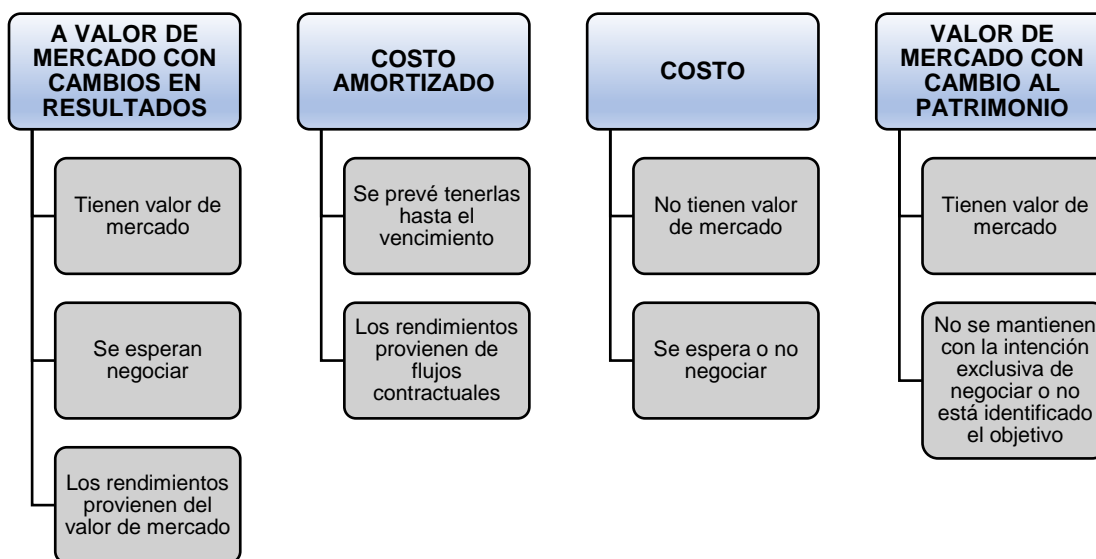 A VALOR DE
MERCADO CON
CAMBIOS EN
RESULTADOS
Tienen valor de
mercado
Se esperan
negociar
Los rendimientos
provienen del
valor de mercado
COSTO
AMORTIZADO
Se prevé tenerlas
hasta el
vencimiento
Los rendimientos
provienen de
flujos
contractuales
COSTO
No tienen valor
de mercado
Se espera o no
negociar
VALOR DE
MERCADO CON
CAMBIO AL
PATRIMONIO
Tienen valor de
mercado
No se mantienen
con la intención
exclusiva de
negociar o no
está identificado
el objetivo